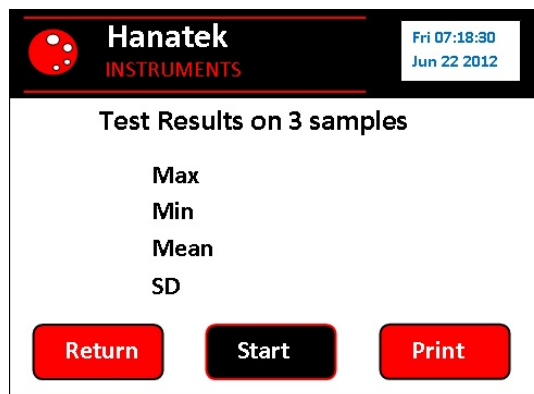 Hanatek
INSTRUMENTS
Fri 07:18:30
Jun 22 2012
Test Results on 3 samples
Max
Min
Mean
SD
Return
Start
Print